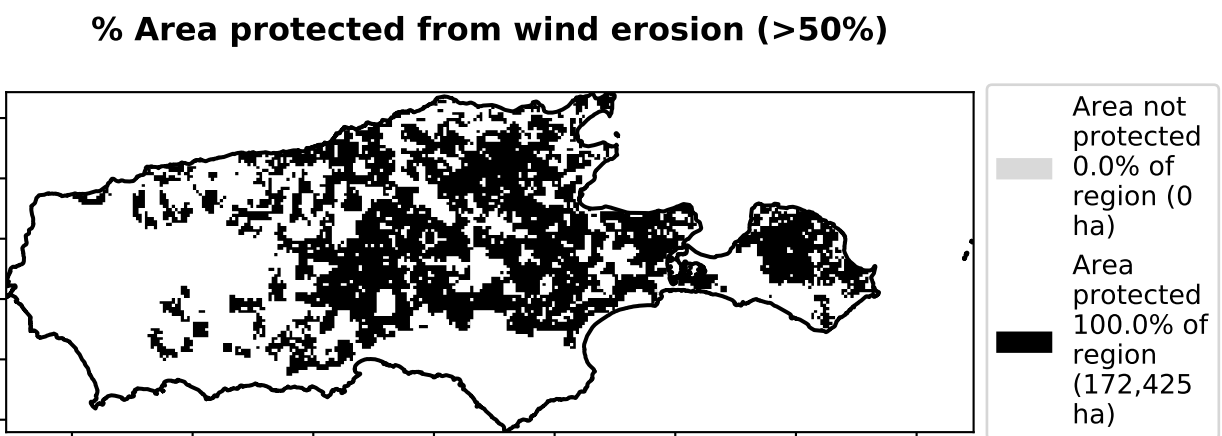 % Area protected from wind erosion (>50%)
Area not
protected
0.0% of
region (0
ha)
Area
protected
100.0% of
region
(172,425
ha)